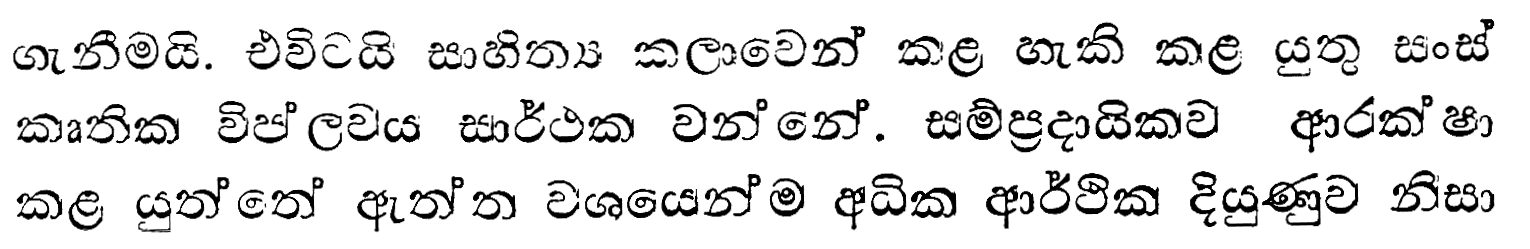 ගැනීමයි. එවිටයි සාහිත්‍ය කලාවෙන් කළ හැකි කළ යුතු සංස්
කෘතික විප්ලවය සාර්ථක වන්නේ. සම්ප්‍රදායිකව ආරක්ෂා
කළ යුත්තේ ඇත්ත වශයෙන්ම අධික ආර්ථික දියුණුව නිසා